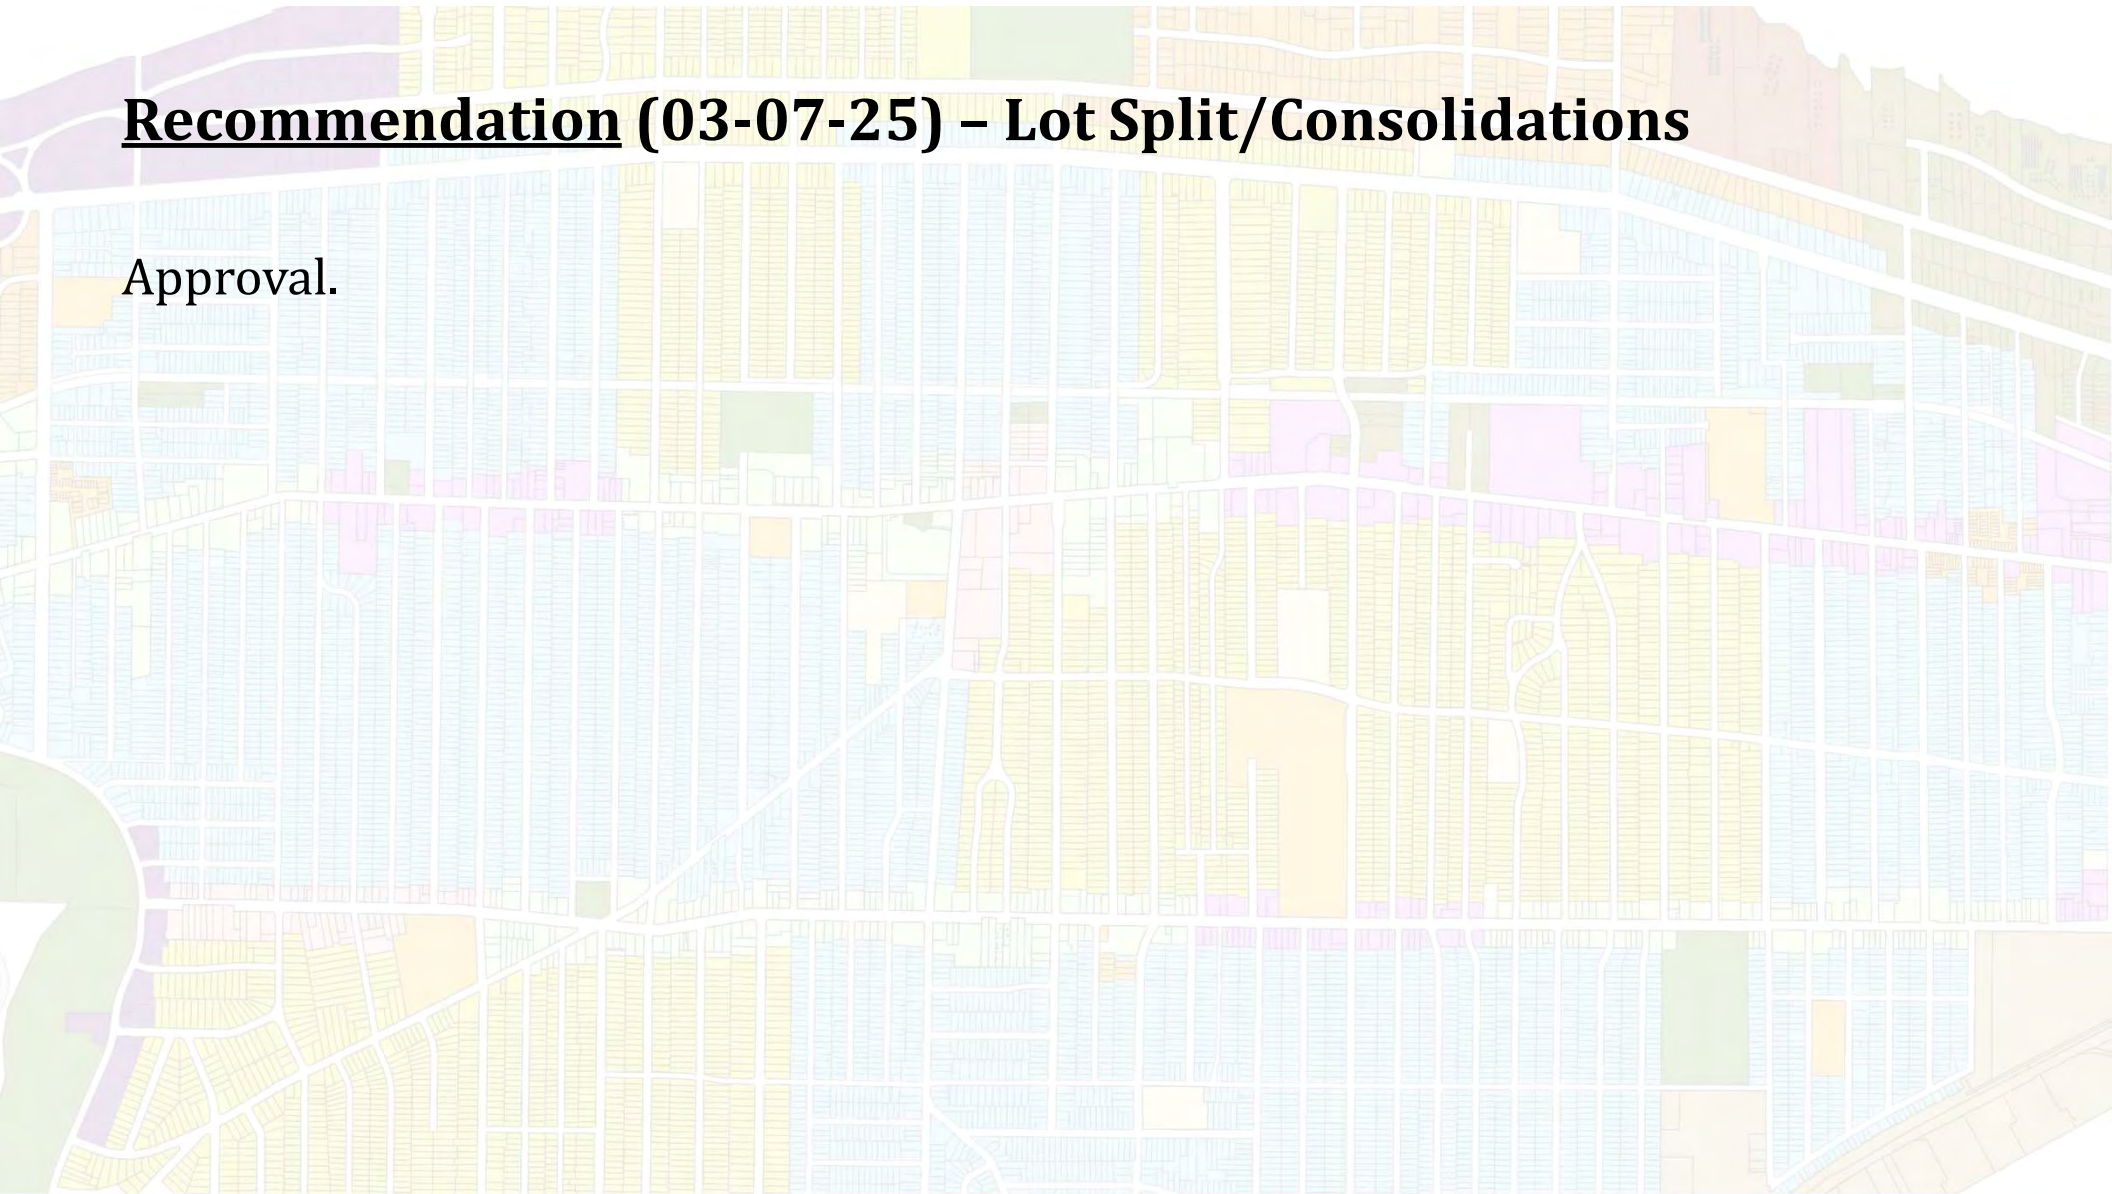 Recommendation (03-07-25) – Lot Split/Consolidations
Approval.